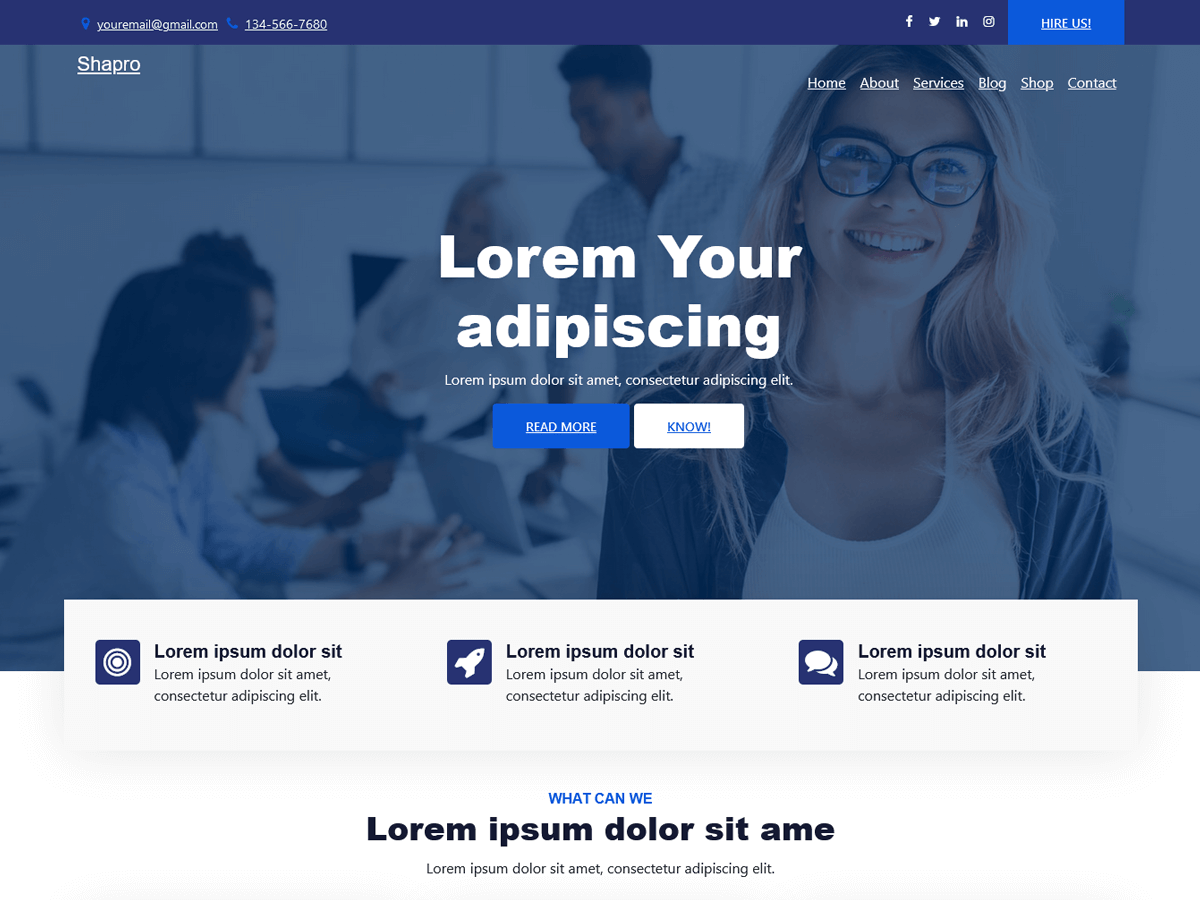 youremail@gmail.com 134-566-7680 HIRE US!
Shapro
Home About Services Blog Shop Contact
Lorem Your
adipiscing
Lorem ipsum dolor sit amet, consectetur adipiscing elit.
READ MORE KNOW!
Lorem ipsum dolor sit
Lorem ipsum dolor sit amet,
consectetur adipiscing elit.
Lorem ipsum dolor sit
Lorem ipsum dolor sit amet,
consectetur adipiscing elit.
Lorem ipsum dolor sit
Lorem ipsum dolor sit amet,
consectetur adipiscing elit.
WHAT CAN WE
Lorem ipsum dolor sit ame
Lorem ipsum dolor sit amet, consectetur adipiscing elit.